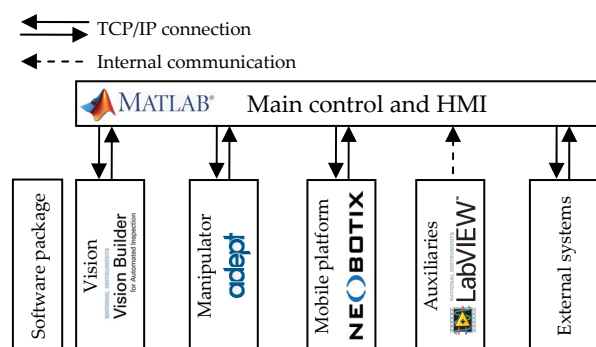 TCP/IP connection
Internal communication
MATLAB® Main control and HMI
Software package
Vision
NATIONAL INSTRUMENTS
Vision Builder
for Automated Inspection
Manipulator
adept
Mobile platform
NEOBOTIX
Auxiliaries
NATIONAL INSTRUMENTS
LabVIEW™
External systems